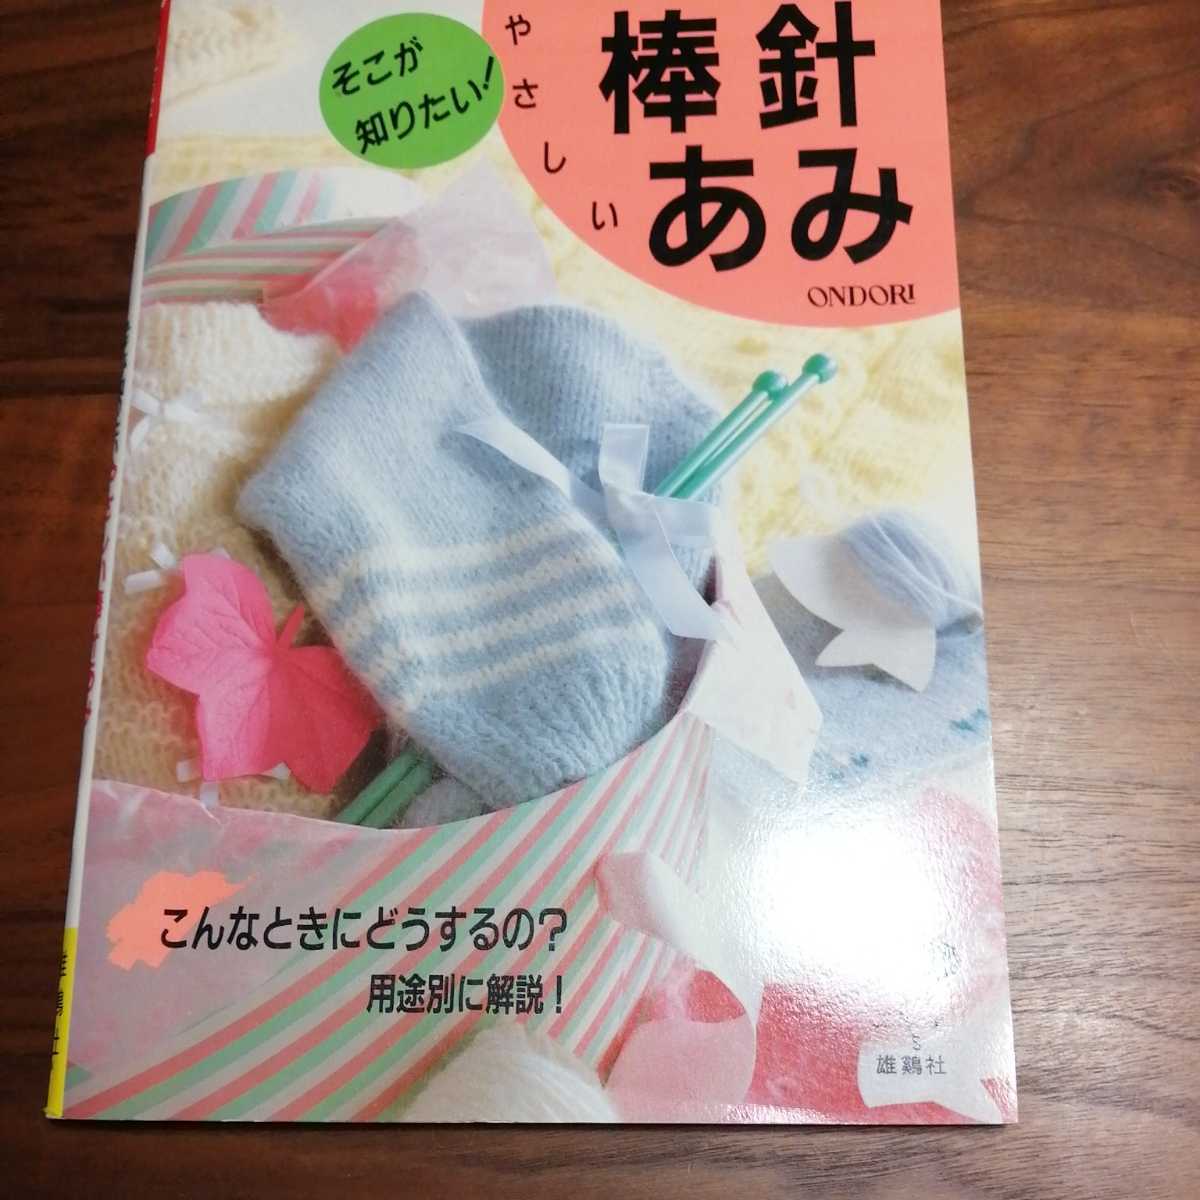 そこが
知りたい!
やさしい
棒針
あみ
ONDORI
こんなときにどうするの?
用途別に解説!
雄鷄社